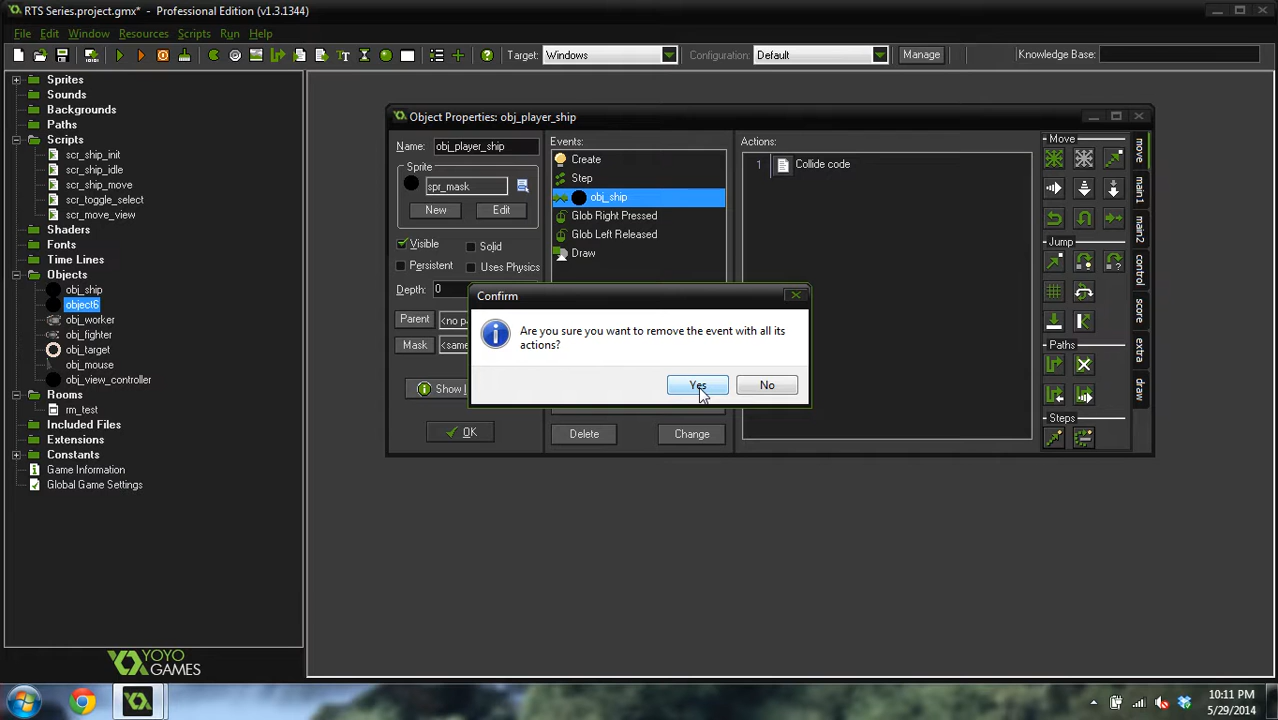 RTS Series.project.gmx* - Professional Edition (v1.3.1344)
File Edit Window Resources Scripts Run Help
Target: Windows Configuration: Default Manage Knowledge Base:
Sprites
Sounds
Backgrounds
Paths
Scripts
scr_ship_init
scr_ship_idle
scr_ship_move
scr_toggle_select
scr_move_view
Shaders
Fonts
Time Lines
Objects
obj_ship
object6
obj_worker
obj_fighter
obj_target
obj_mouse
obj_view_controller
Rooms
rm_test
Included Files
Extensions
Constants
Game Information
Global Game Settings
YOYO
GAMES
Object Properties: obj_player_ship
Name: obj_player_ship
Sprite
spr_mask
New Edit
Visible Solid
Persistent Uses Physics
Depth: 0
Parent <no p
Mask <same
Show
OK
Events:
Create
Step
obj_ship
Glob Right Pressed
Glob Left Released
Draw
Delete Change
Actions:
1 Collide code
Move
Jump
Paths
Steps
move
main1
main2
control
score
extra
draw
Confirm
Are you sure you want to remove the event with all its
actions?
Yes No
10:11 PM
5/29/2014